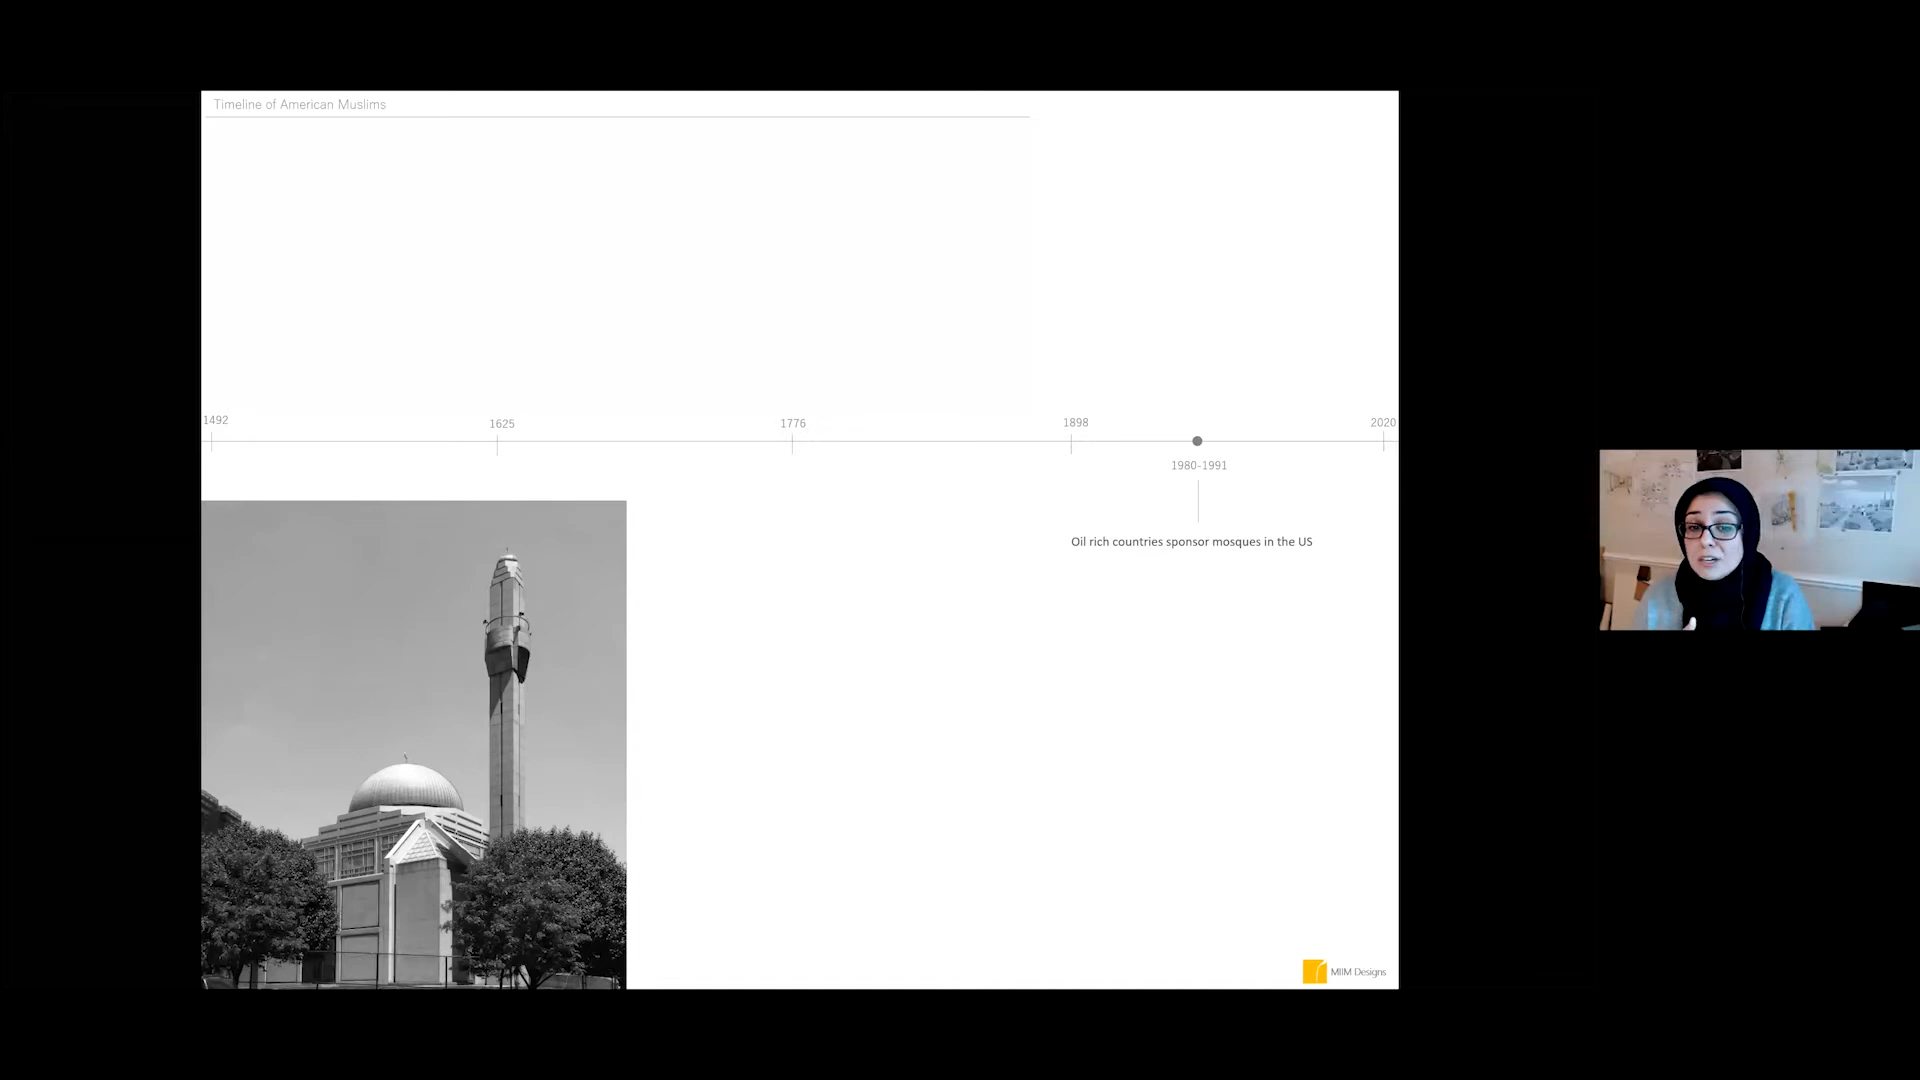 Timeline of American Muslims
1492
1625
1776
1898
2020
1980-1991
Oil rich countries sponsor mosques in the US
MIIM Designs